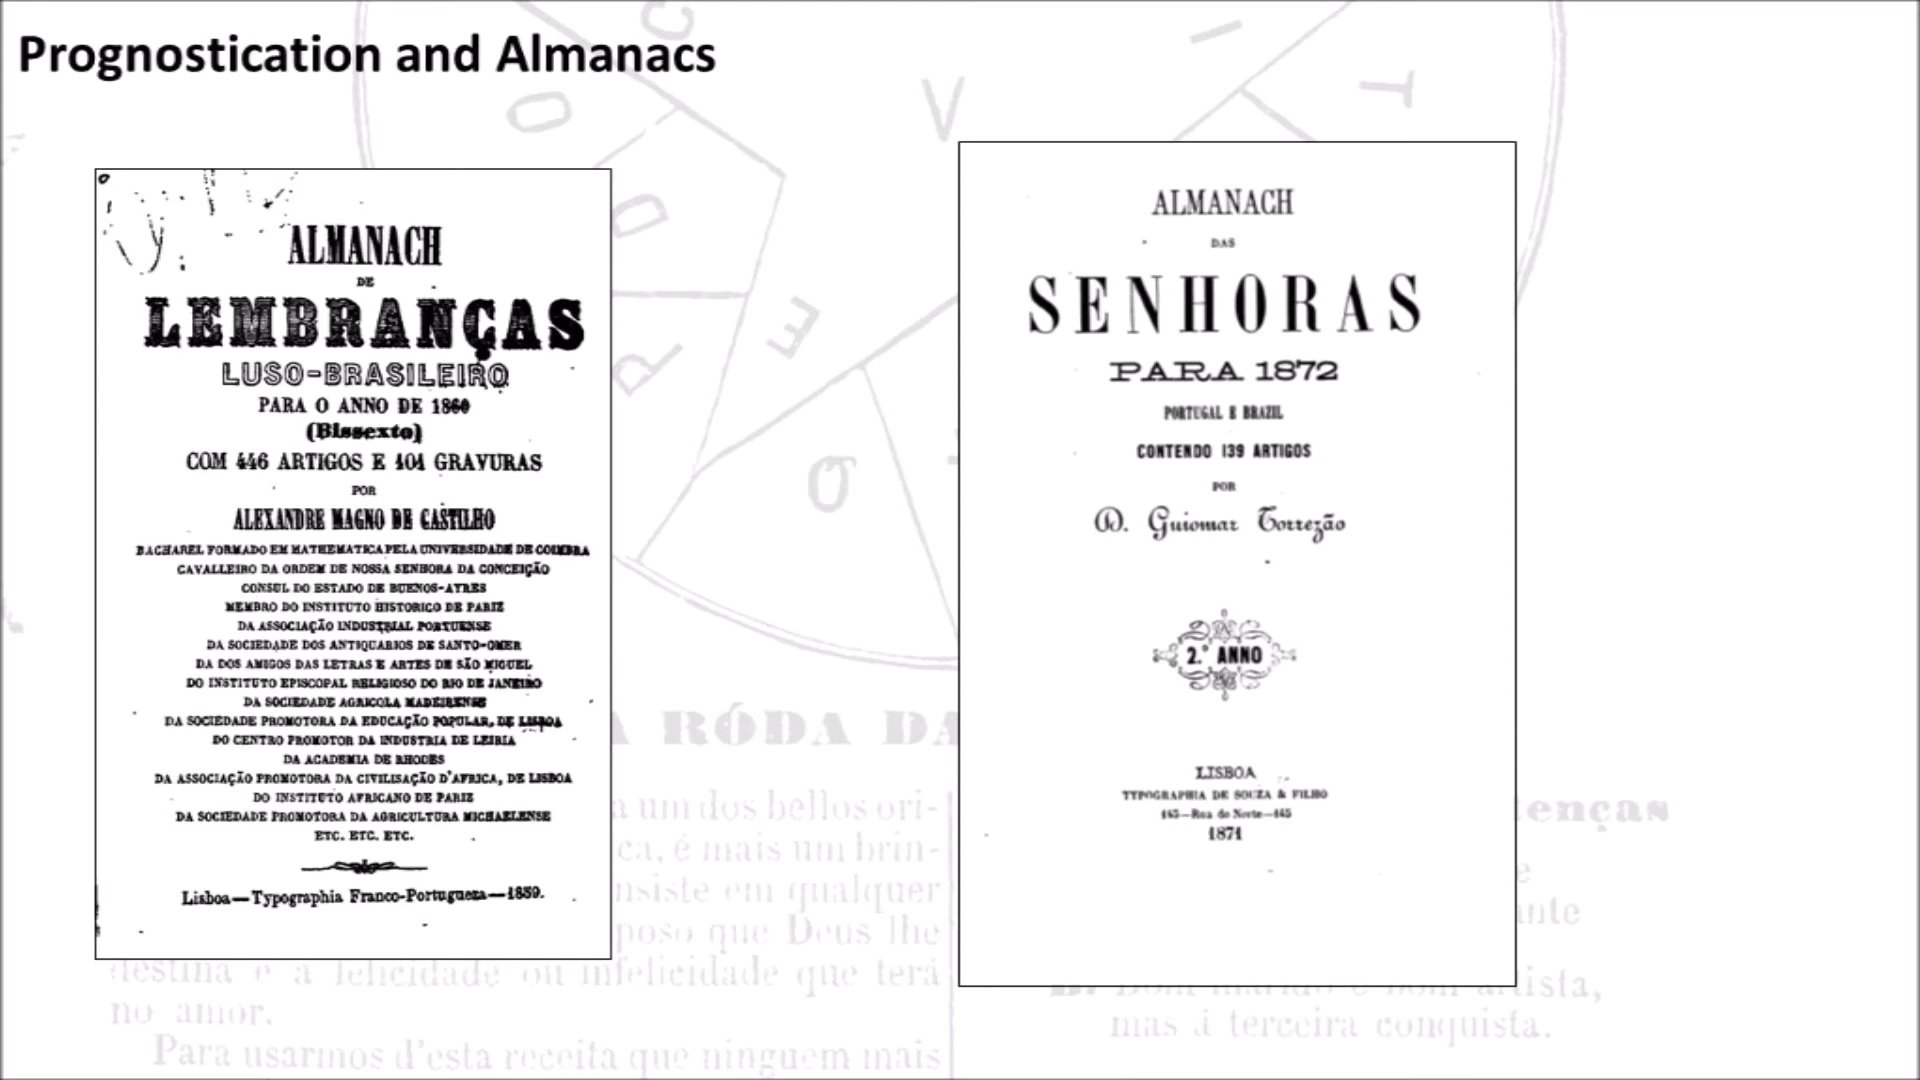 Prognostication and Almanacs
ALMANACH
DE
LEMBRANÇAS
LUSO-BRASILEIRO
PARA O ANNO DE 1860
(Bissexto)
COM 446 ARTIGOS E 101 GRAVURAS
POR
ALEXANDRE MAGNO DE CASTILHO
BACHAREL FORMADO EM MATHEMATICA PELA UNIVERSIDADE DE COIMBRA
CAVALLEIRO DA ORDEM DE NOSSA SENHORA DA CONCEIÇÃO
CONSUL DO ESTADO DE BUENOS-AYRES
MEMBRO DO INSTITUTO HISTORICO DE PARIZ
DA ASSOCIAÇÃO INDUSTRIAL PORTUENSE
DA SOCIEDADE DOS ANTIQUARIOS DE SANTO-OMER
DA DOS AMIGOS DAS LETRAS E ARTES DE SÃO MIGUEL
DO INSTITUTO EPISCOPAL RELIGIOSO DO RIO DE JANEIRO
DA SOCIEDADE AGRICOLA MADEIRENSE
DA SOCIEDADE PROMOTORA DA EDUCAÇÃO POPULAR, DE LISBOA
DO CENTRO PROMOTOR DA INDUSTRIA DE LEIRIA
DA ACADEMIA DE RHODES
DA ASSOCIAÇÃO PROMOTORA DA CIVILISAÇÃO D'AFRICA, DE LISBOA
DO INSTITUTO AFRICANO DE PARIZ
DA SOCIEDADE PROMOTORA DA AGRICULTURA MICHAELENSE
ETC. ETC. ETC.
Lisboa—Typographia Franco-Portugueza—1859.
ALMANACH
DAS
SENHORAS
PARA 1872
PORTUGAL E BRAZIL
CONTENDO 139 ARTIGOS
POR
D. Guiomar Torrezão
2.º ANNO
LISBOA
TYPOGRAPHIA DE SOUZA & FILHO
145—Rua do Norte—145
1871
A RÓDA DA
a um dos bellos ori-
ca, é mais um brin-
nsiste em qualquer
poso que Deus lhe
destina e a felicidade ou infelicidade que terá
no amor.
Para usarmos d'esta receita que ninguem mais
tenças
e
ante
Bom marido e bom artista,
mas á terceira conquista.